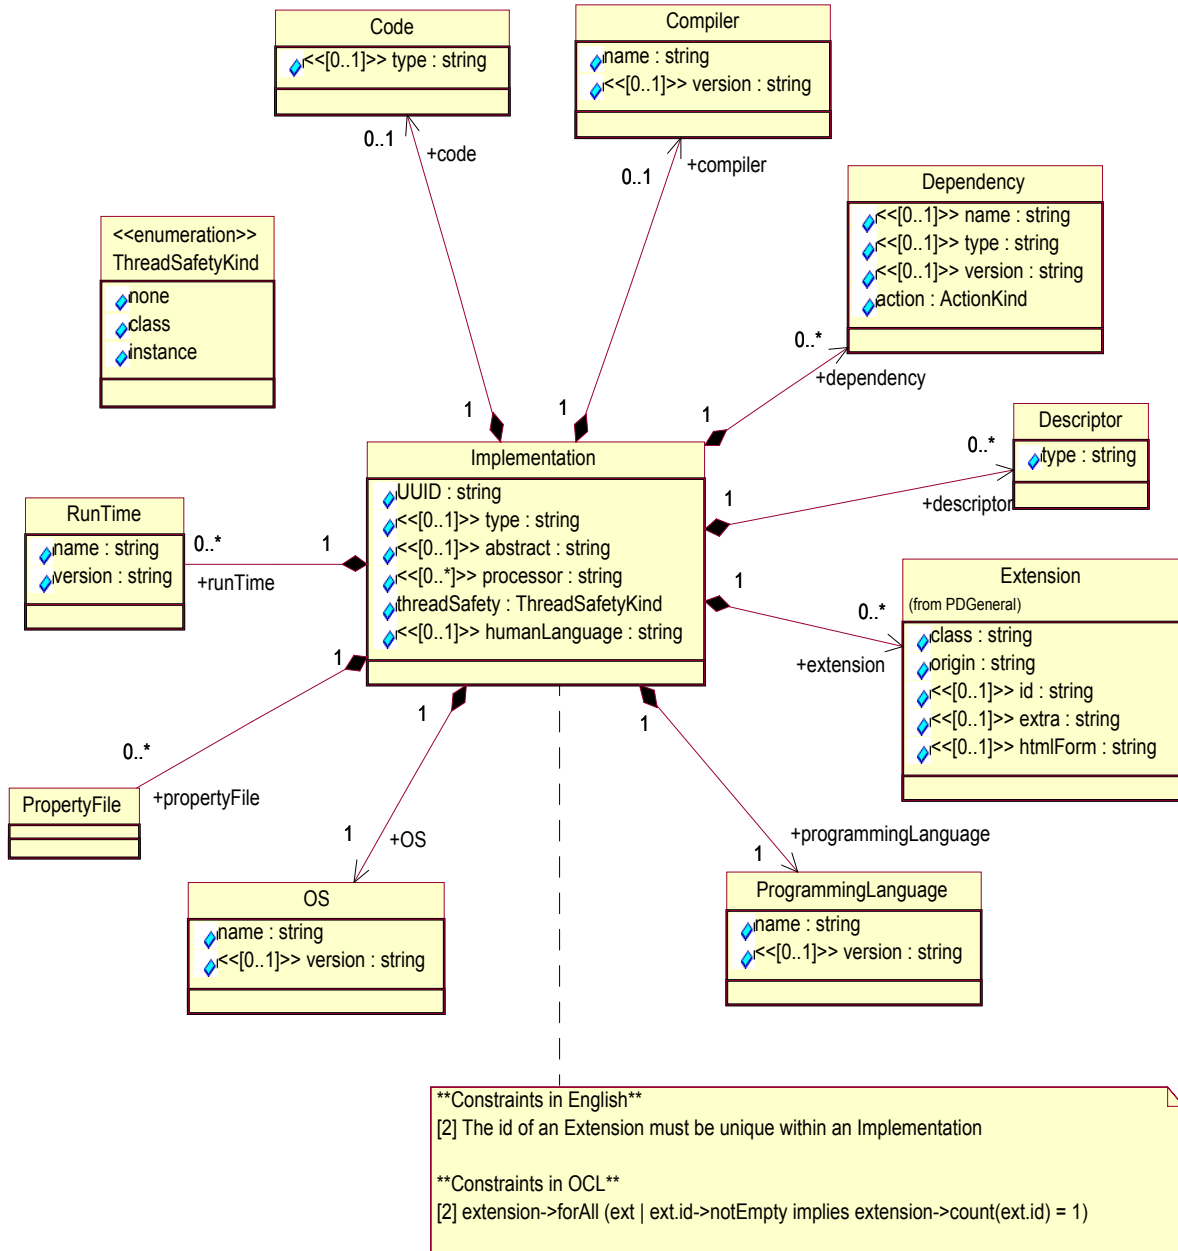 Code
<<[0..1]>> type : string
Compiler
name : string
<<[0..1]>> version : string
0..1
+code
0..1
+compiler
Dependency
<<[0..1]>> name : string
<<[0..1]>> type : string
<<[0..1]>> version : string
action : ActionKind
<<enumeration>>
ThreadSafetyKind
none
class
instance
0..*
+dependency
1
1
1
Descriptor
type : string
0..*
+descriptor
1
Implementation
UUID : string
<<[0..1]>> type : string
<<[0..1]>> abstract : string
<<[0..*]>> processor : string
threadSafety : ThreadSafetyKind
<<[0..1]>> humanLanguage : string
RunTime
name : string
version : string
0..*
1
+runTime
1
0..*
+extension
Extension
(from PDGeneral)
class : string
origin : string
<<[0..1]>> id : string
<<[0..1]>> extra : string
<<[0..1]>> htmlForm : string
1
0..*
+propertyFile
PropertyFile
1
1
+OS
OS
name : string
<<[0..1]>> version : string
1
+programmingLanguage
1
ProgrammingLanguage
name : string
<<[0..1]>> version : string
**Constraints in English**
[2] The id of an Extension must be unique within an Implementation
**Constraints in OCL**
[2] extension->forAll (ext | ext.id->notEmpty implies extension->count(ext.id) = 1)